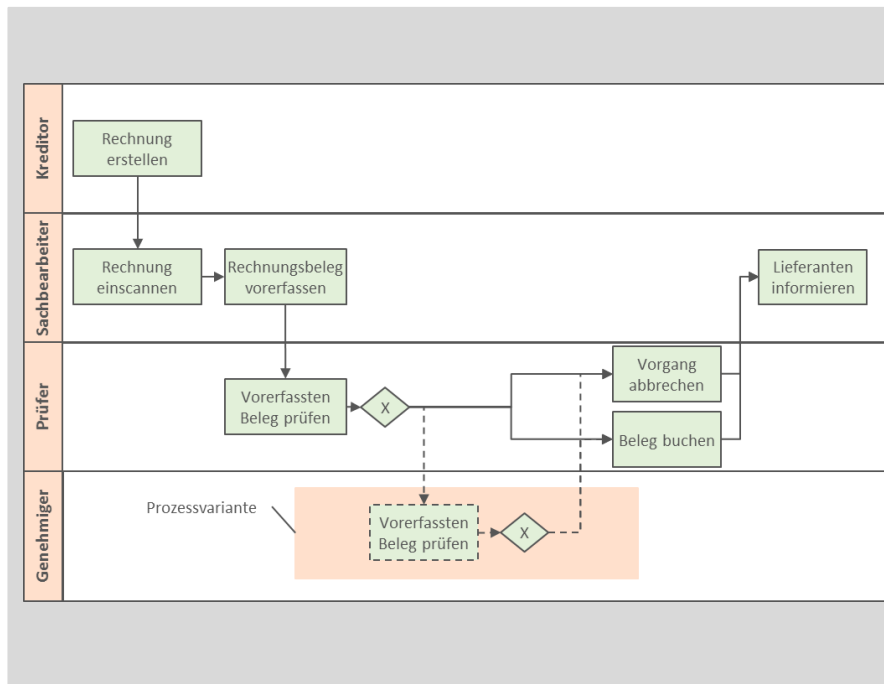 Kreditor
Rechnung
erstellen
Sachbearbeiter
Rechnung
einscannen
Rechnungsbeleg
vorerfassen
Lieferanten
informieren
Prüfer
Vorerfassten
Beleg prüfen
X
Vorgang
abbrechen
Beleg buchen
Genehmiger
Prozessvariante
Vorerfassten
Beleg prüfen
X